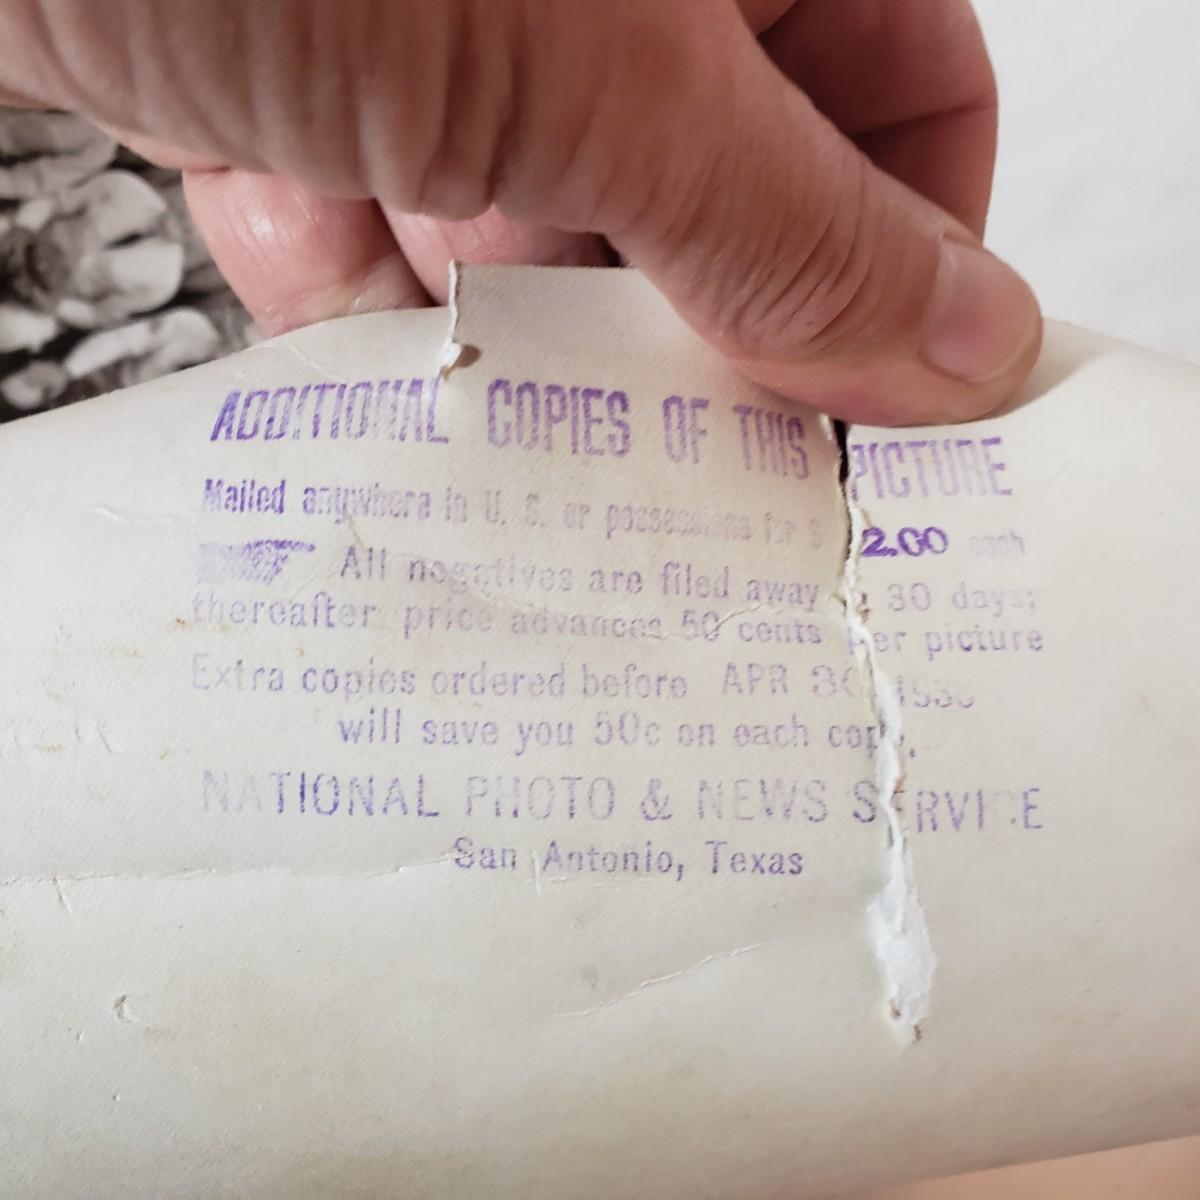 ADDITIONAL COPIES OF THIS PICTURE
Mailed anywhere in U. S. or possessions for $ 2.00 each
All negatives are filed away 30 days;
thereafter price advances 50 cents per picture
Extra copies ordered before APR
will save you 50c on each copy.
NATIONAL PHOTO & NEWS SERVICE
San Antonio, Texas